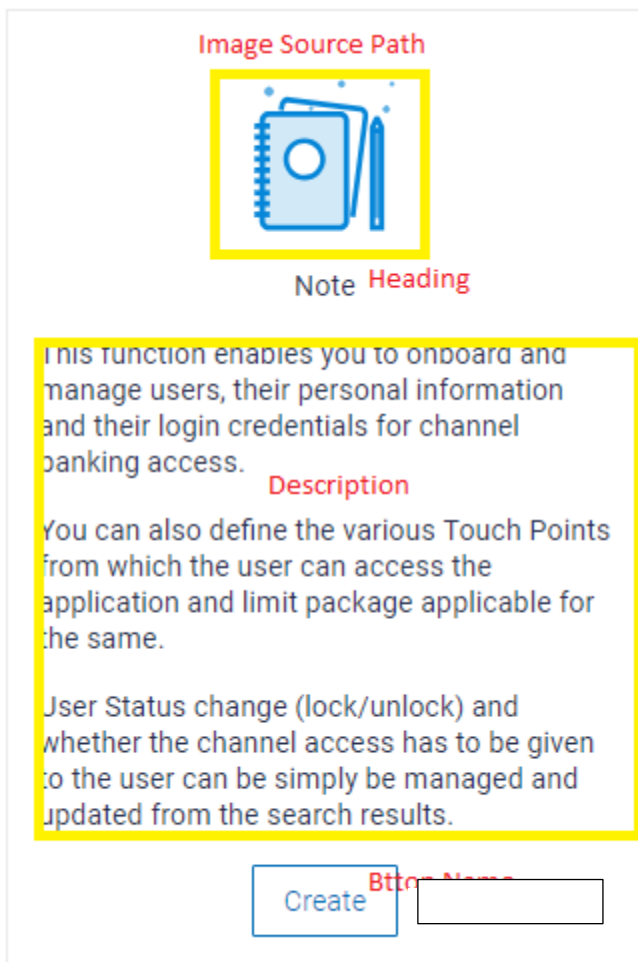 Image Source Path
Note Heading
This function enables you to onboard and
manage users, their personal information
and their login credentials for channel
banking access.
Description
You can also define the various Touch Points
from which the user can access the
application and limit package applicable for
the same.
User Status change (lock/unlock) and
whether the channel access has to be given
to the user can be simply be managed and
updated from the search results.
Create Btton Name